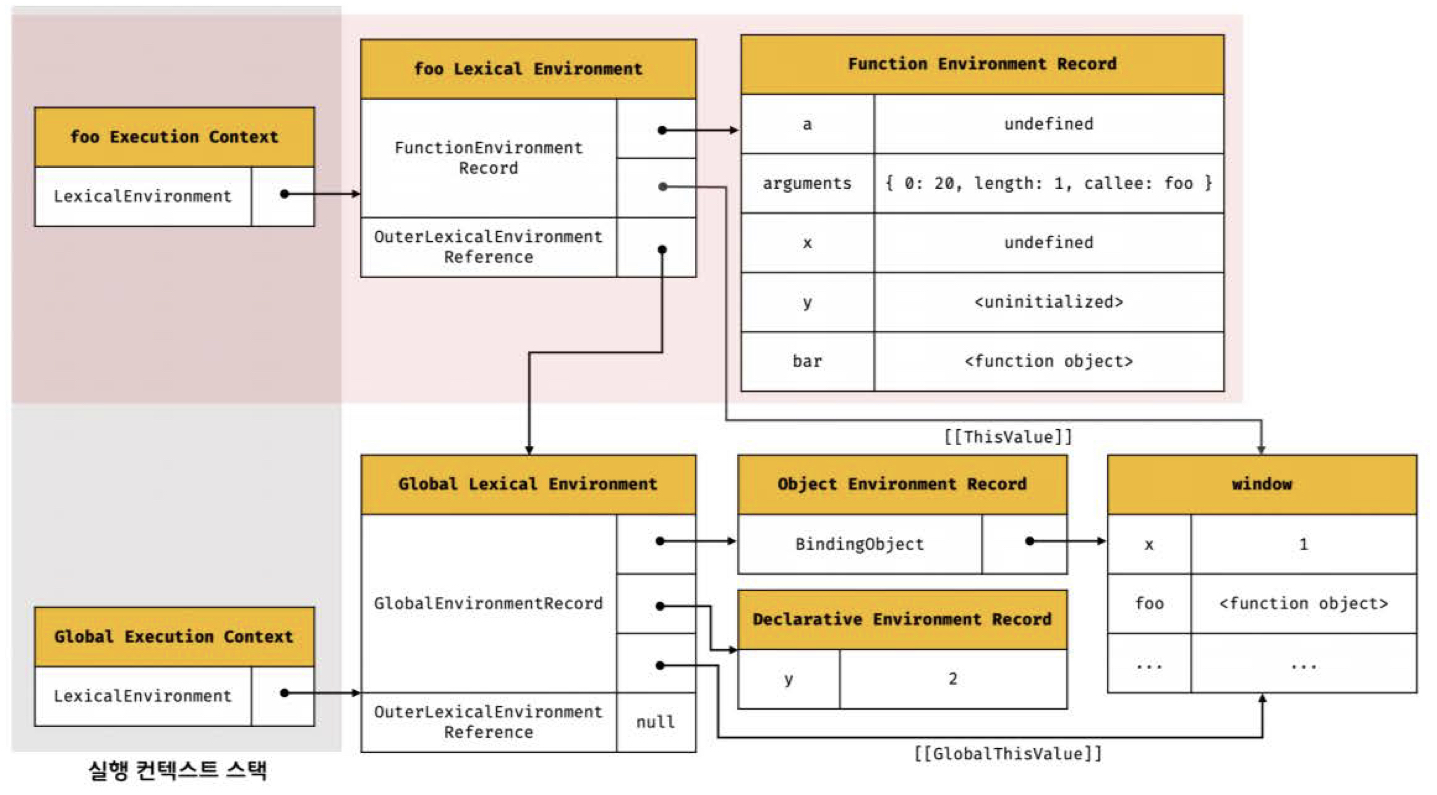 foo Execution Context
LexicalEnvironment
foo Lexical Environment
FunctionEnvironment
Record
OuterLexicalEnvironment
Reference
Function Environment Record
a
undefined
arguments
{ 0: 20, length: 1, callee: foo }
x
undefined
y
<uninitialized>
bar
<function object>
[[ThisValue]]
Global Execution Context
LexicalEnvironment
Global Lexical Environment
GlobalEnvironmentRecord
OuterLexicalEnvironment
Reference
null
Object Environment Record
BindingObject
Declarative Environment Record
y
2
window
x
1
foo
<function object>
...
...
[[GlobalThisValue]]
실행 컨텍스트 스택